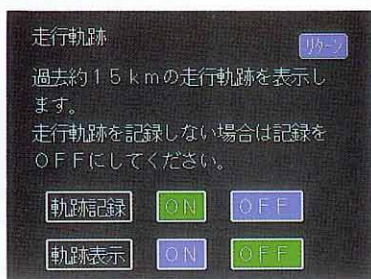 走行軌跡
リターン
過去約１５ｋｍの走行軌跡を表示し
ます。
走行軌跡を記録しない場合は記録を
ＯＦＦにしてください。
軌跡記録 ＯＮ ＯＦＦ
軌跡表示 ＯＮ ＯＦＦ